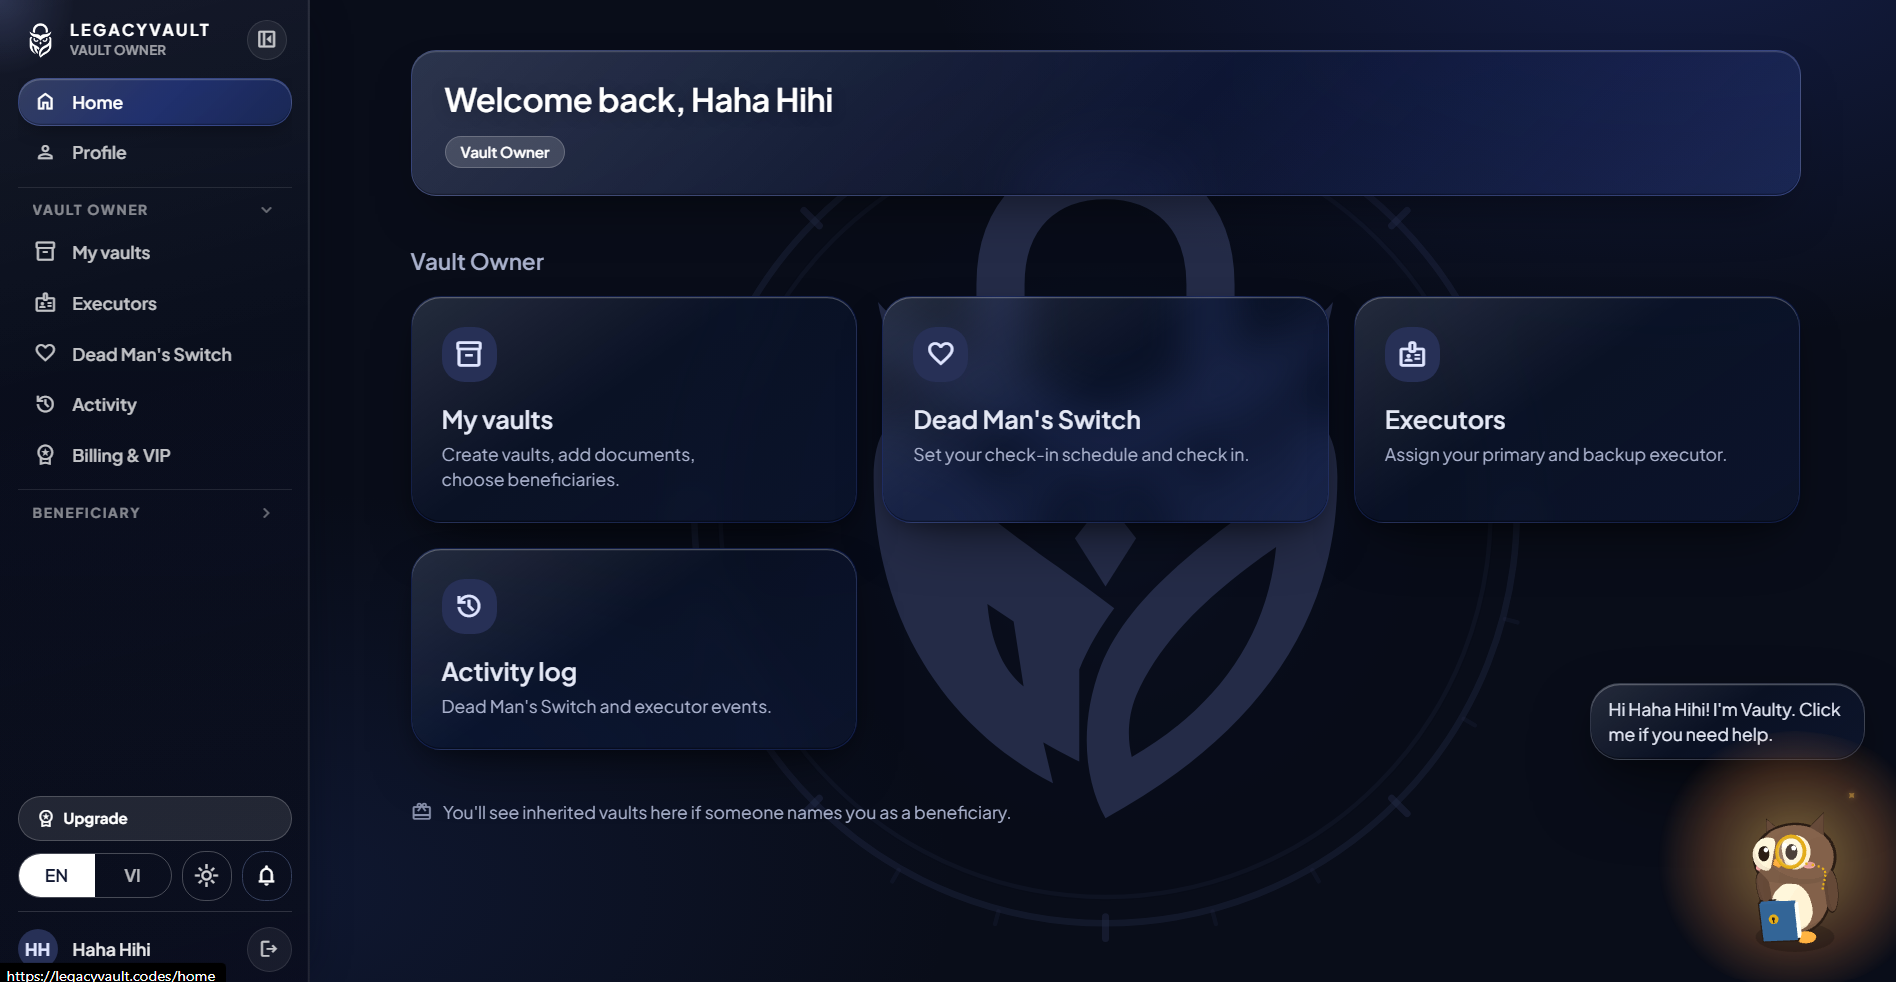 LEGACYVAULT
VAULT OWNER
Home
Profile
VAULT OWNER
My vaults
Executors
Dead Man's Switch
Activity
Billing & VIP
BENEFICIARY
Upgrade
EN
VI
HH
Haha Hihi
https://legacyvault.codes/home
Welcome back, Haha Hihi
Vault Owner
Vault Owner
My vaults
Create vaults, add documents,
choose beneficiaries.
Dead Man's Switch
Set your check-in schedule and check in.
Executors
Assign your primary and backup executor.
Activity log
Dead Man's Switch and executor events.
You'll see inherited vaults here if someone names you as a beneficiary.
Hi Haha Hihi! I'm Vaulty. Click
me if you need help.